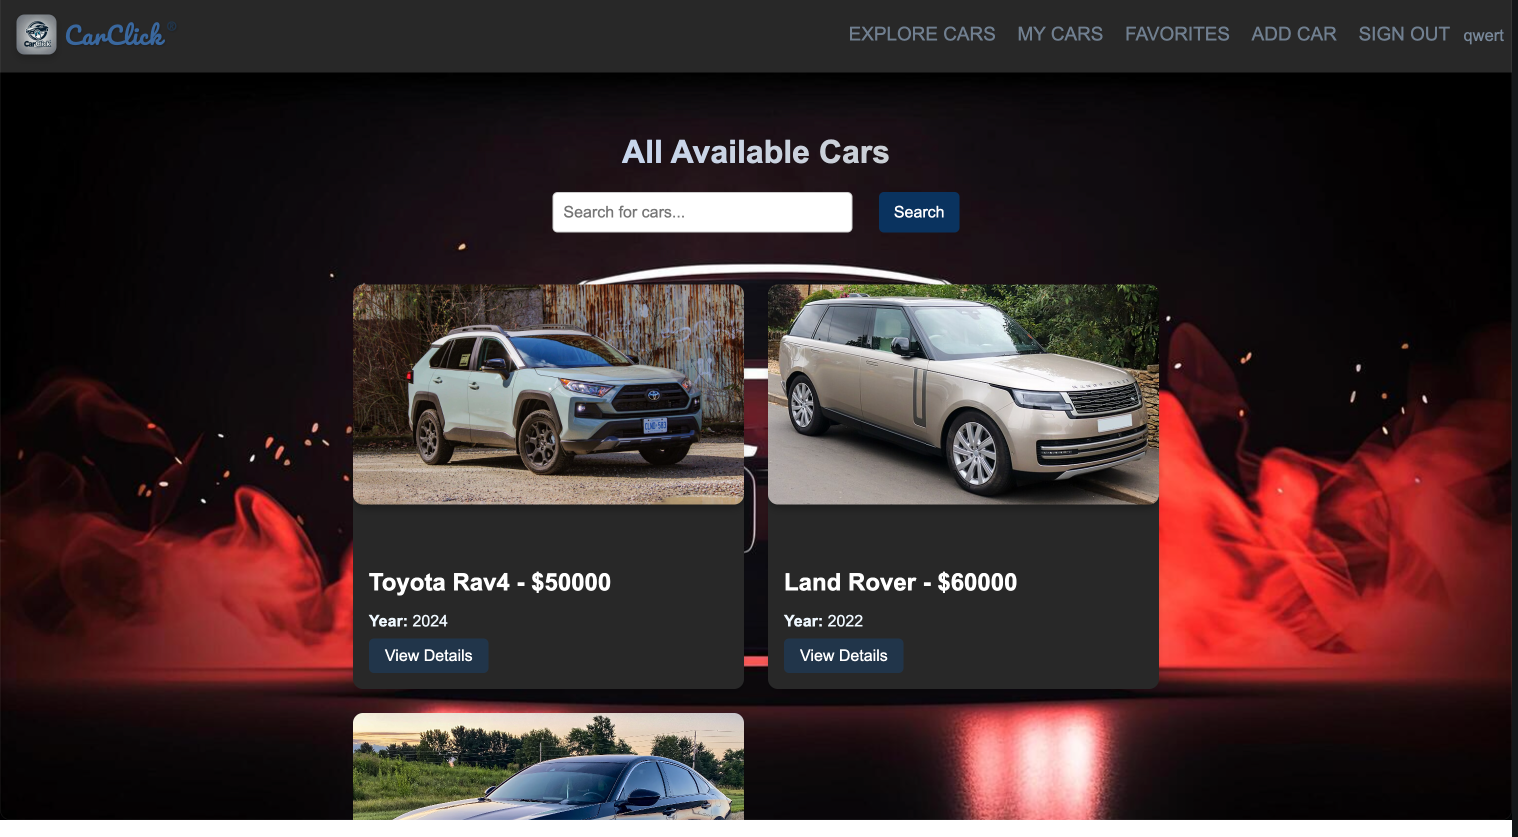 CarClick
CarClick®
EXPLORE CARS MY CARS FAVORITES ADD CAR SIGN OUT qwert
All Available Cars
Search for cars... Search
Toyota Rav4 - $50000
Year: 2024
View Details
Land Rover - $60000
Year: 2022
View Details